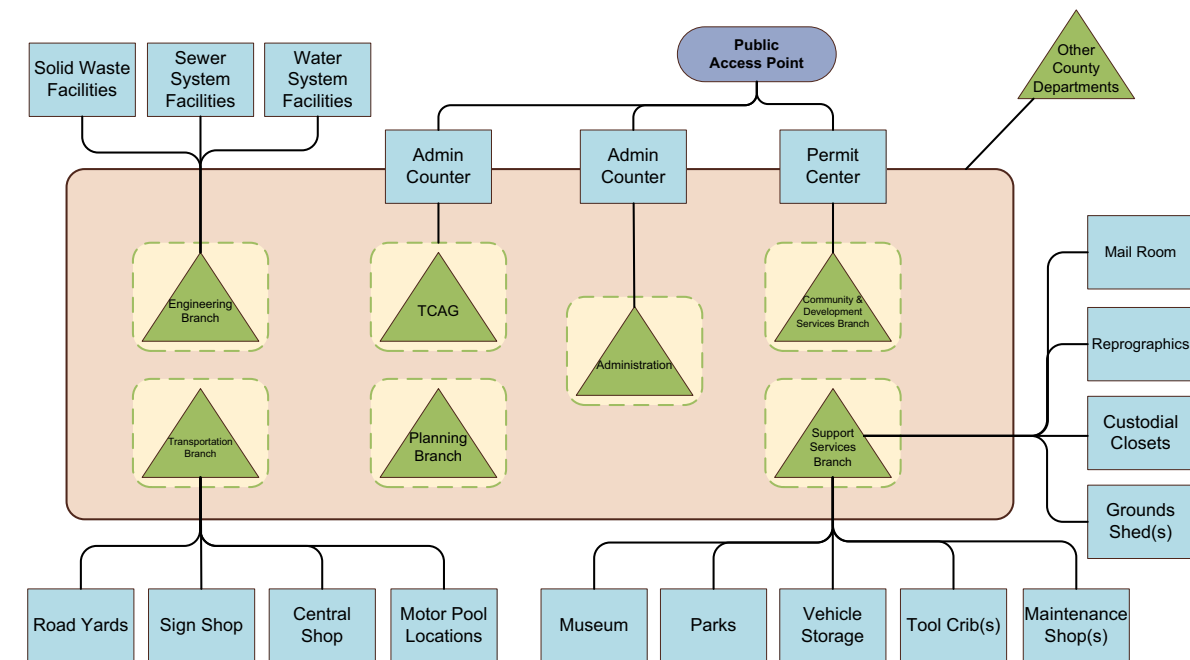 Public
Access Point
Other
County
Departments
Solid Waste
Facilities
Sewer
System
Facilities
Water
System
Facilities
Admin
Counter
Admin
Counter
Permit
Center
Mail Room
Engineering
Branch
TCAG
Community &
Development
Services Branch
Administration
Reprographics
Transportation
Branch
Planning
Branch
Support
Services
Branch
Custodial
Closets
Grounds
Shed(s)
Road Yards
Sign Shop
Central
Shop
Motor Pool
Locations
Museum
Parks
Vehicle
Storage
Tool Crib(s)
Maintenance
Shop(s)